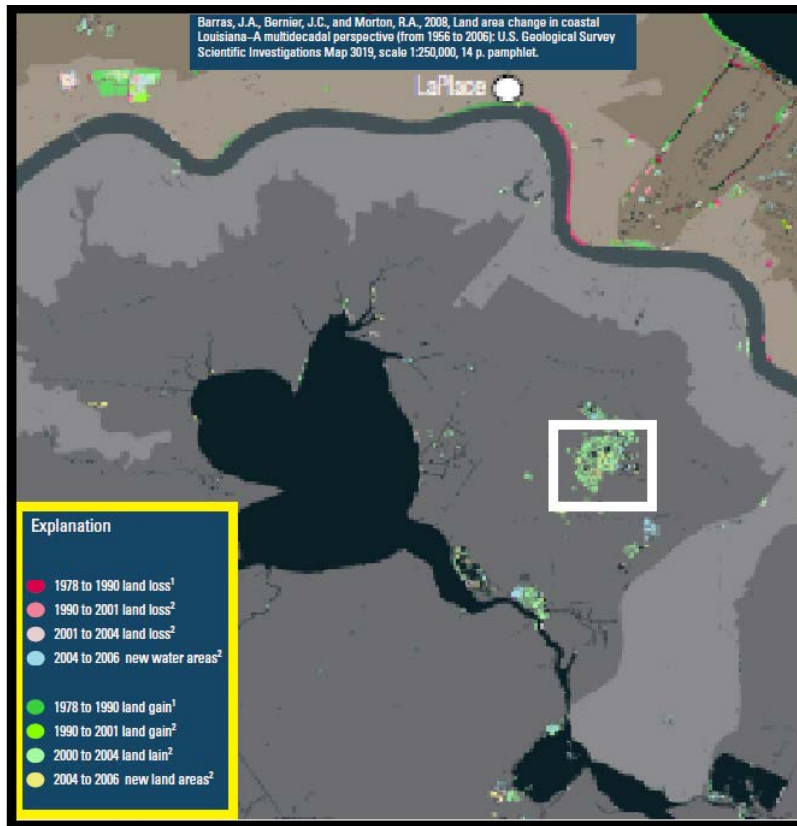 Barras, J.A., Bernier, J.C., and Morton, R.A., 2008, Land area change in coastal
Louisiana–A multidecadal perspective (from 1956 to 2006): U.S. Geological Survey
Scientific Investigations Map 3019, scale 1:250,000, 14 p. pamphlet.
LaPlace
Explanation
1978 to 1990 land loss¹
1990 to 2001 land loss²
2001 to 2004 land loss²
2004 to 2006 new water areas²
1978 to 1990 land gain¹
1990 to 2001 land gain²
2000 to 2004 land lain²
2004 to 2006 new land areas²